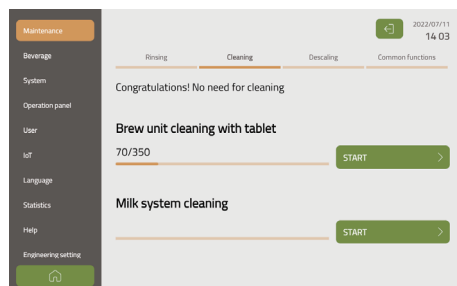 Maintenance
2022/07/11
14 03
Beverage
Rinsing
Cleaning
Descaling
Common functions
System
Congratulations! No need for cleaning
Operation panel
User
Brew unit cleaning with tablet
IoT
70/350
START
Language
Statistics
Milk system cleaning
Help
START
Engineering setting